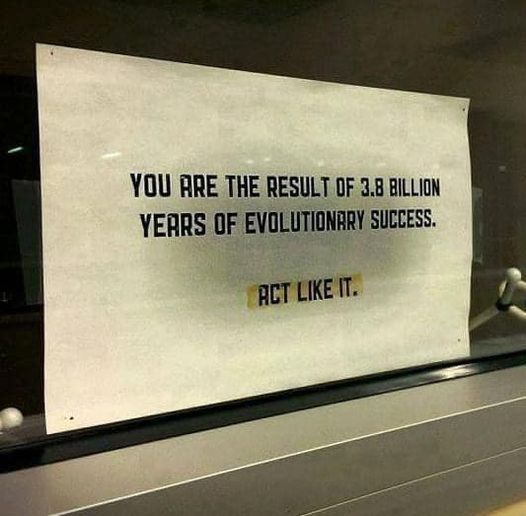 YOU ARE THE RESULT OF 3.8 BILLION
YEARS OF EVOLUTIONARY SUCCESS.
ACT LIKE IT.